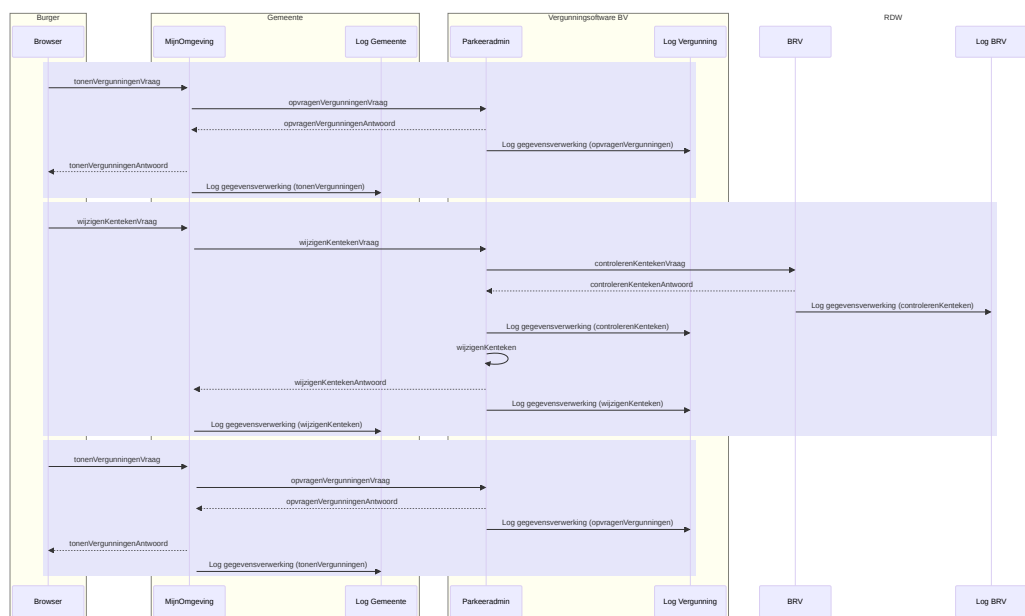 Burger
Gemeente
Vergunningsoftware BV
RDW
Browser
MijnOmgeving
Log Gemeente
Parkeeradmin
Log Vergunning
BRV
Log BRV
tonenVergunningenVraag
opvragenVergunningenVraag
opvragenVergunningenAntwoord
Log gegevensverwerking (opvragenVergunningen)
tonenVergunningenAntwoord
Log gegevensverwerking (tonenVergunningen)
wijzigenKentekenVraag
wijzigenKentekenVraag
controlerenKentekenVraag
controlerenKentekenAntwoord
Log gegevensverwerking (controlerenKenteken)
Log gegevensverwerking (controlerenKenteken)
wijzigenKenteken
wijzigenKentekenAntwoord
Log gegevensverwerking (wijzigenKenteken)
Log gegevensverwerking (wijzigenKenteken)
tonenVergunningenVraag
opvragenVergunningenVraag
opvragenVergunningenAntwoord
Log gegevensverwerking (opvragenVergunningen)
tonenVergunningenAntwoord
Log gegevensverwerking (tonenVergunningen)
Browser
MijnOmgeving
Log Gemeente
Parkeeradmin
Log Vergunning
BRV
Log BRV